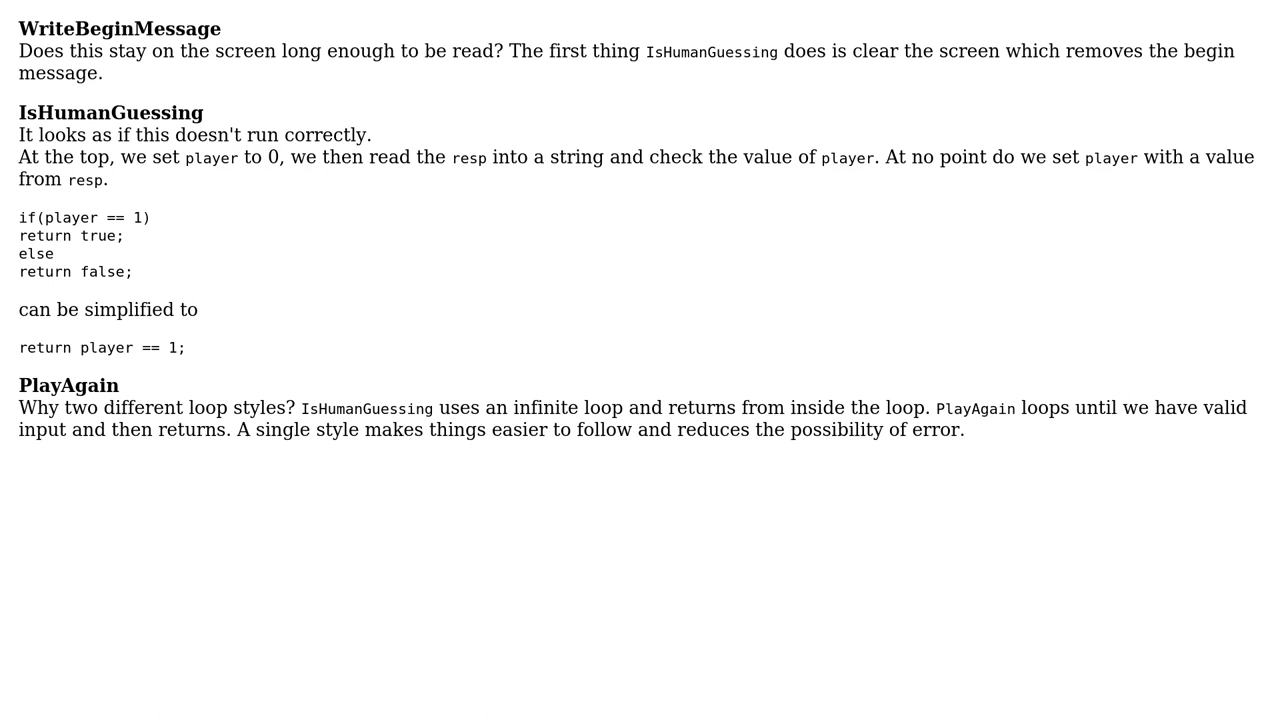 WriteBeginMessage
Does this stay on the screen long enough to be read? The first thing IsHumanGuessing does is clear the screen which removes the begin
message.
IsHumanGuessing
It looks as if this doesn't run correctly.
At the top, we set player to 0, we then read the resp into a string and check the value of player. At no point do we set player with a value
from resp.
if(player == 1)
return true;
else
return false;
can be simplified to
return player == 1;
PlayAgain
Why two different loop styles? IsHumanGuessing uses an infinite loop and returns from inside the loop. PlayAgain loops until we have valid
input and then returns. A single style makes things easier to follow and reduces the possibility of error.